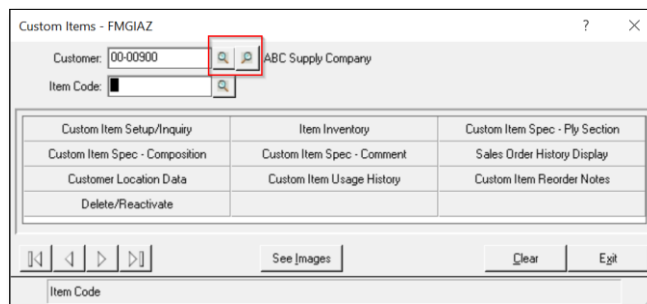 Custom Items - FMGIAZ
Customer: 00-00900 ABC Supply Company
Item Code:
Custom Item Setup/Inquiry Item Inventory Custom Item Spec - Ply Section
Custom Item Spec - Composition Custom Item Spec - Comment Sales Order History Display
Customer Location Data Custom Item Usage History Custom Item Reorder Notes
Delete/Reactivate
See Images Clear Exit
Item Code